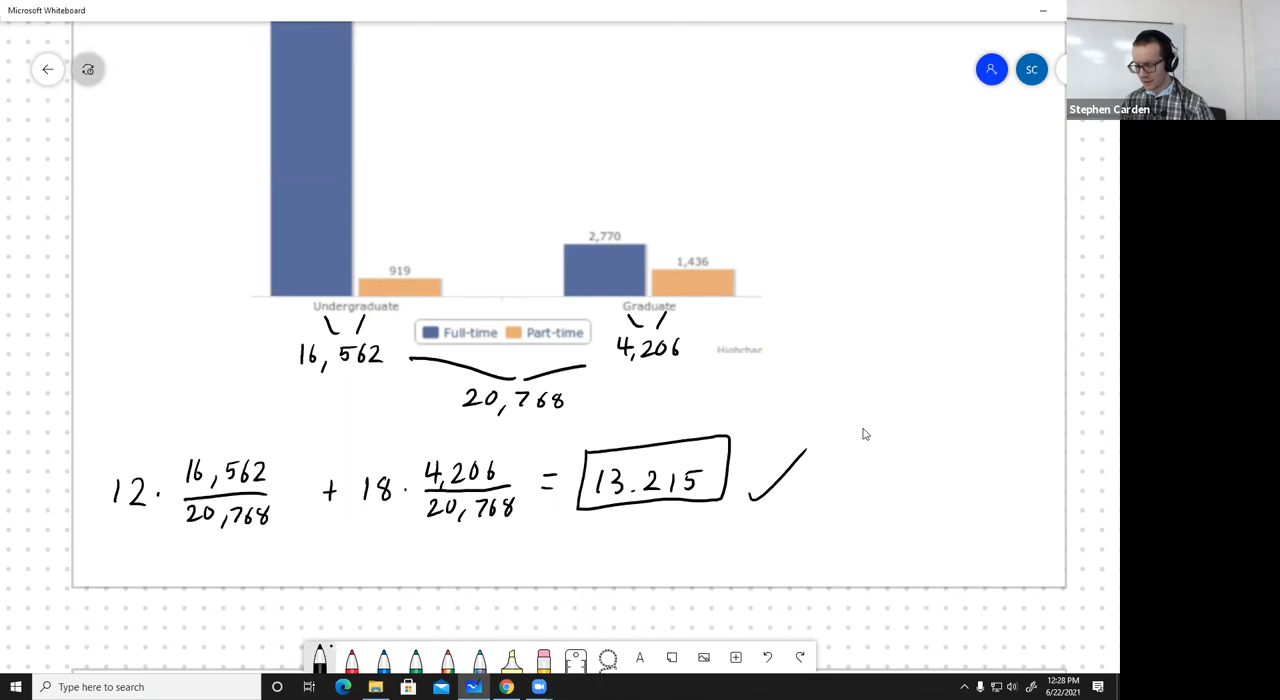 Microsoft Whiteboard
SC
Stephen Carden
2,770
1,436
919
Undergraduate
Graduate
Full-time Part-time
16,562
4,206
20,768
12 · 16,562 / 20,768 + 18 · 4,206 / 20,768 = 13.215 ✓
A
Type here to search
12:28 PM
6/22/2021